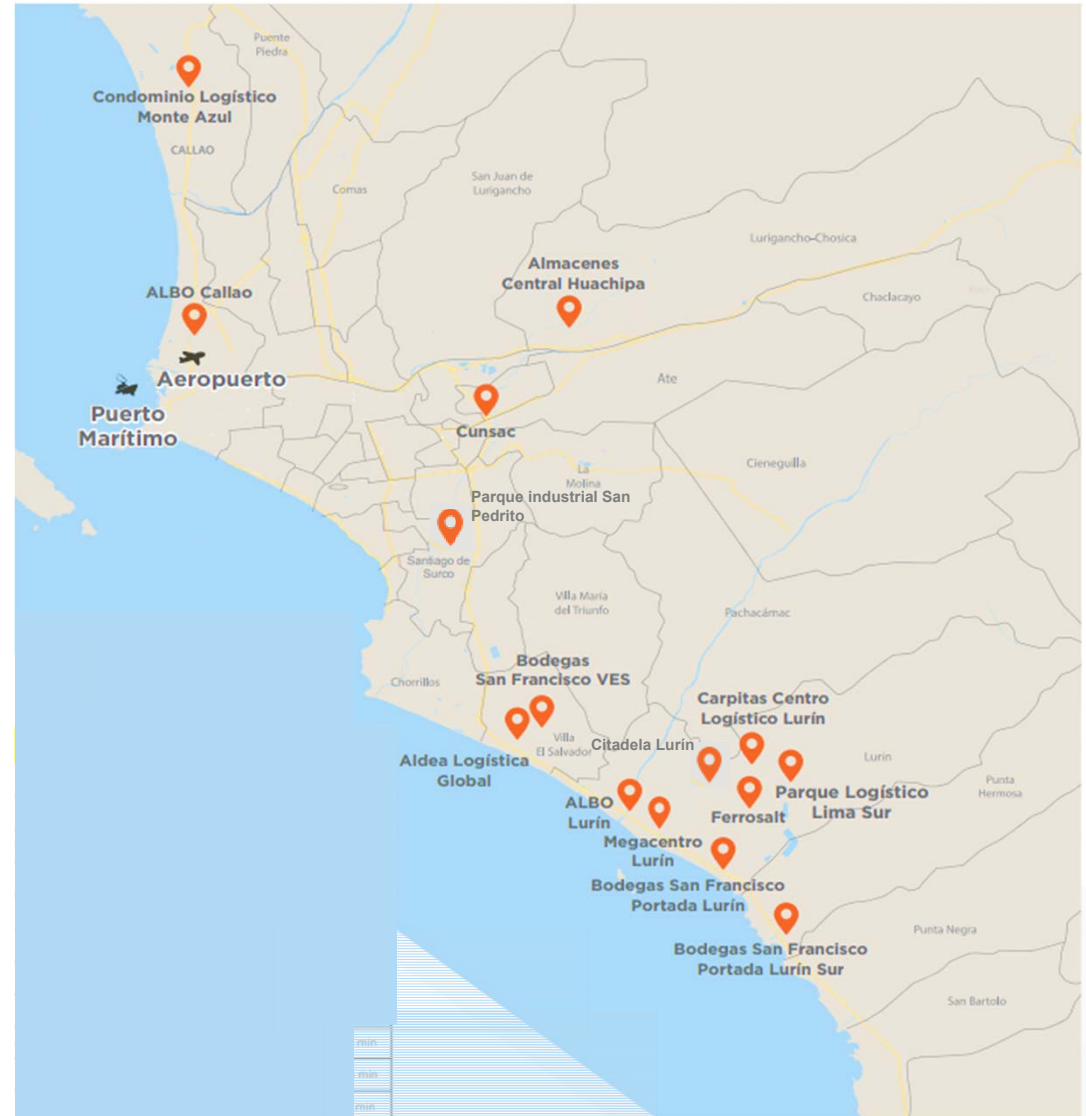 Puente
Piedra
Condominio Logístico
Monte Azul
CALLAO
Comas
San Juan de
Lurigancho
Lurigancho-Chosica
Almacenes
Central Huachipa
Chaclacayo
ALBO Callao
Aeropuerto
Puerto
Marítimo
Ate
Cunsac
Cieneguilla
La
Molina
Parque industrial San
Pedrito
Santiago de
Surco
Villa María
del Triunfo
Pachacámac
Bodegas
San Francisco VES
Chorrillos
Carpitas Centro
Logístico Lurín
Villa
El Salvador
Citadela Lurín
Lurín
Aldea Logística
Global
Punta
Hermosa
Parque Logístico
Lima Sur
ALBO
Lurín
Ferrosalt
Megacentro
Lurín
Bodegas San Francisco
Portada Lurín
Punta Negra
Bodegas San Francisco
Portada Lurín Sur
San Bartolo
min
min
min